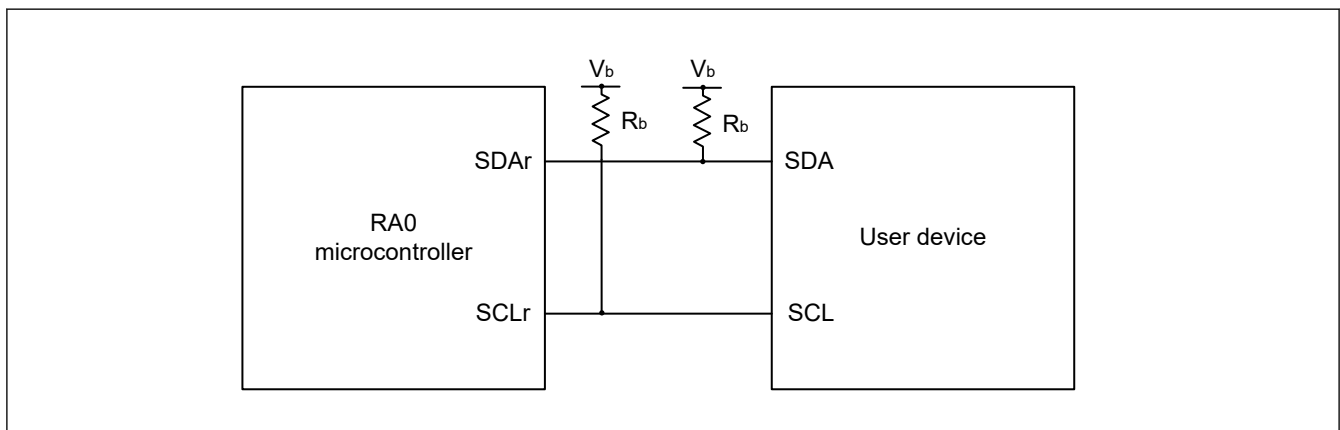 Vb Vb
Rb Rb
SDAr SDA
RA0
microcontroller
User device
SCLr SCL